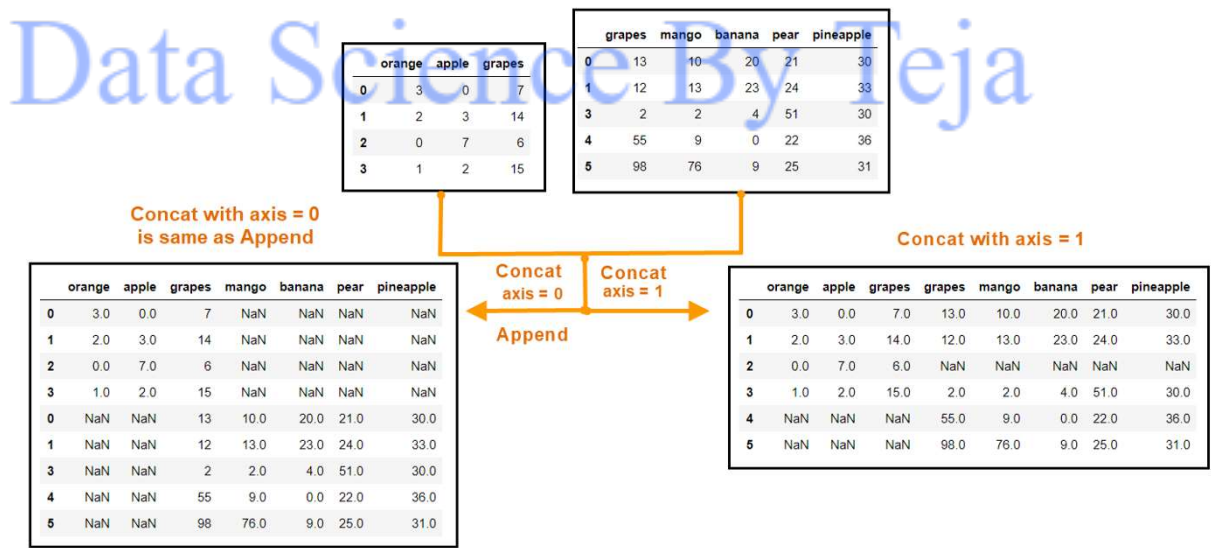 Data Science By Teja
orange apple grapes
0 3 0 7
1 2 3 14
2 0 7 6
3 1 2 15
grapes mango banana pear pineapple
0 13 10 20 21 30
1 12 13 23 24 33
3 2 2 4 51 30
4 55 9 0 22 36
5 98 76 9 25 31
Concat with axis = 0
is same as Append
Concat
axis = 0
Append
Concat
axis = 1
Concat with axis = 1
orange apple grapes mango banana pear pineapple
0 3.0 0.0 7 NaN NaN NaN NaN
1 2.0 3.0 14 NaN NaN NaN NaN
2 0.0 7.0 6 NaN NaN NaN NaN
3 1.0 2.0 15 NaN NaN NaN NaN
0 NaN NaN 13 10.0 20.0 21.0 30.0
1 NaN NaN 12 13.0 23.0 24.0 33.0
3 NaN NaN 2 2.0 4.0 51.0 30.0
4 NaN NaN 55 9.0 0.0 22.0 36.0
5 NaN NaN 98 76.0 9.0 25.0 31.0
orange apple grapes grapes mango banana pear pineapple
0 3.0 0.0 7.0 13.0 10.0 20.0 21.0 30.0
1 2.0 3.0 14.0 12.0 13.0 23.0 24.0 33.0
2 0.0 7.0 6.0 NaN NaN NaN NaN NaN
3 1.0 2.0 15.0 2.0 2.0 4.0 51.0 30.0
4 NaN NaN NaN 55.0 9.0 0.0 22.0 36.0
5 NaN NaN NaN 98.0 76.0 9.0 25.0 31.0